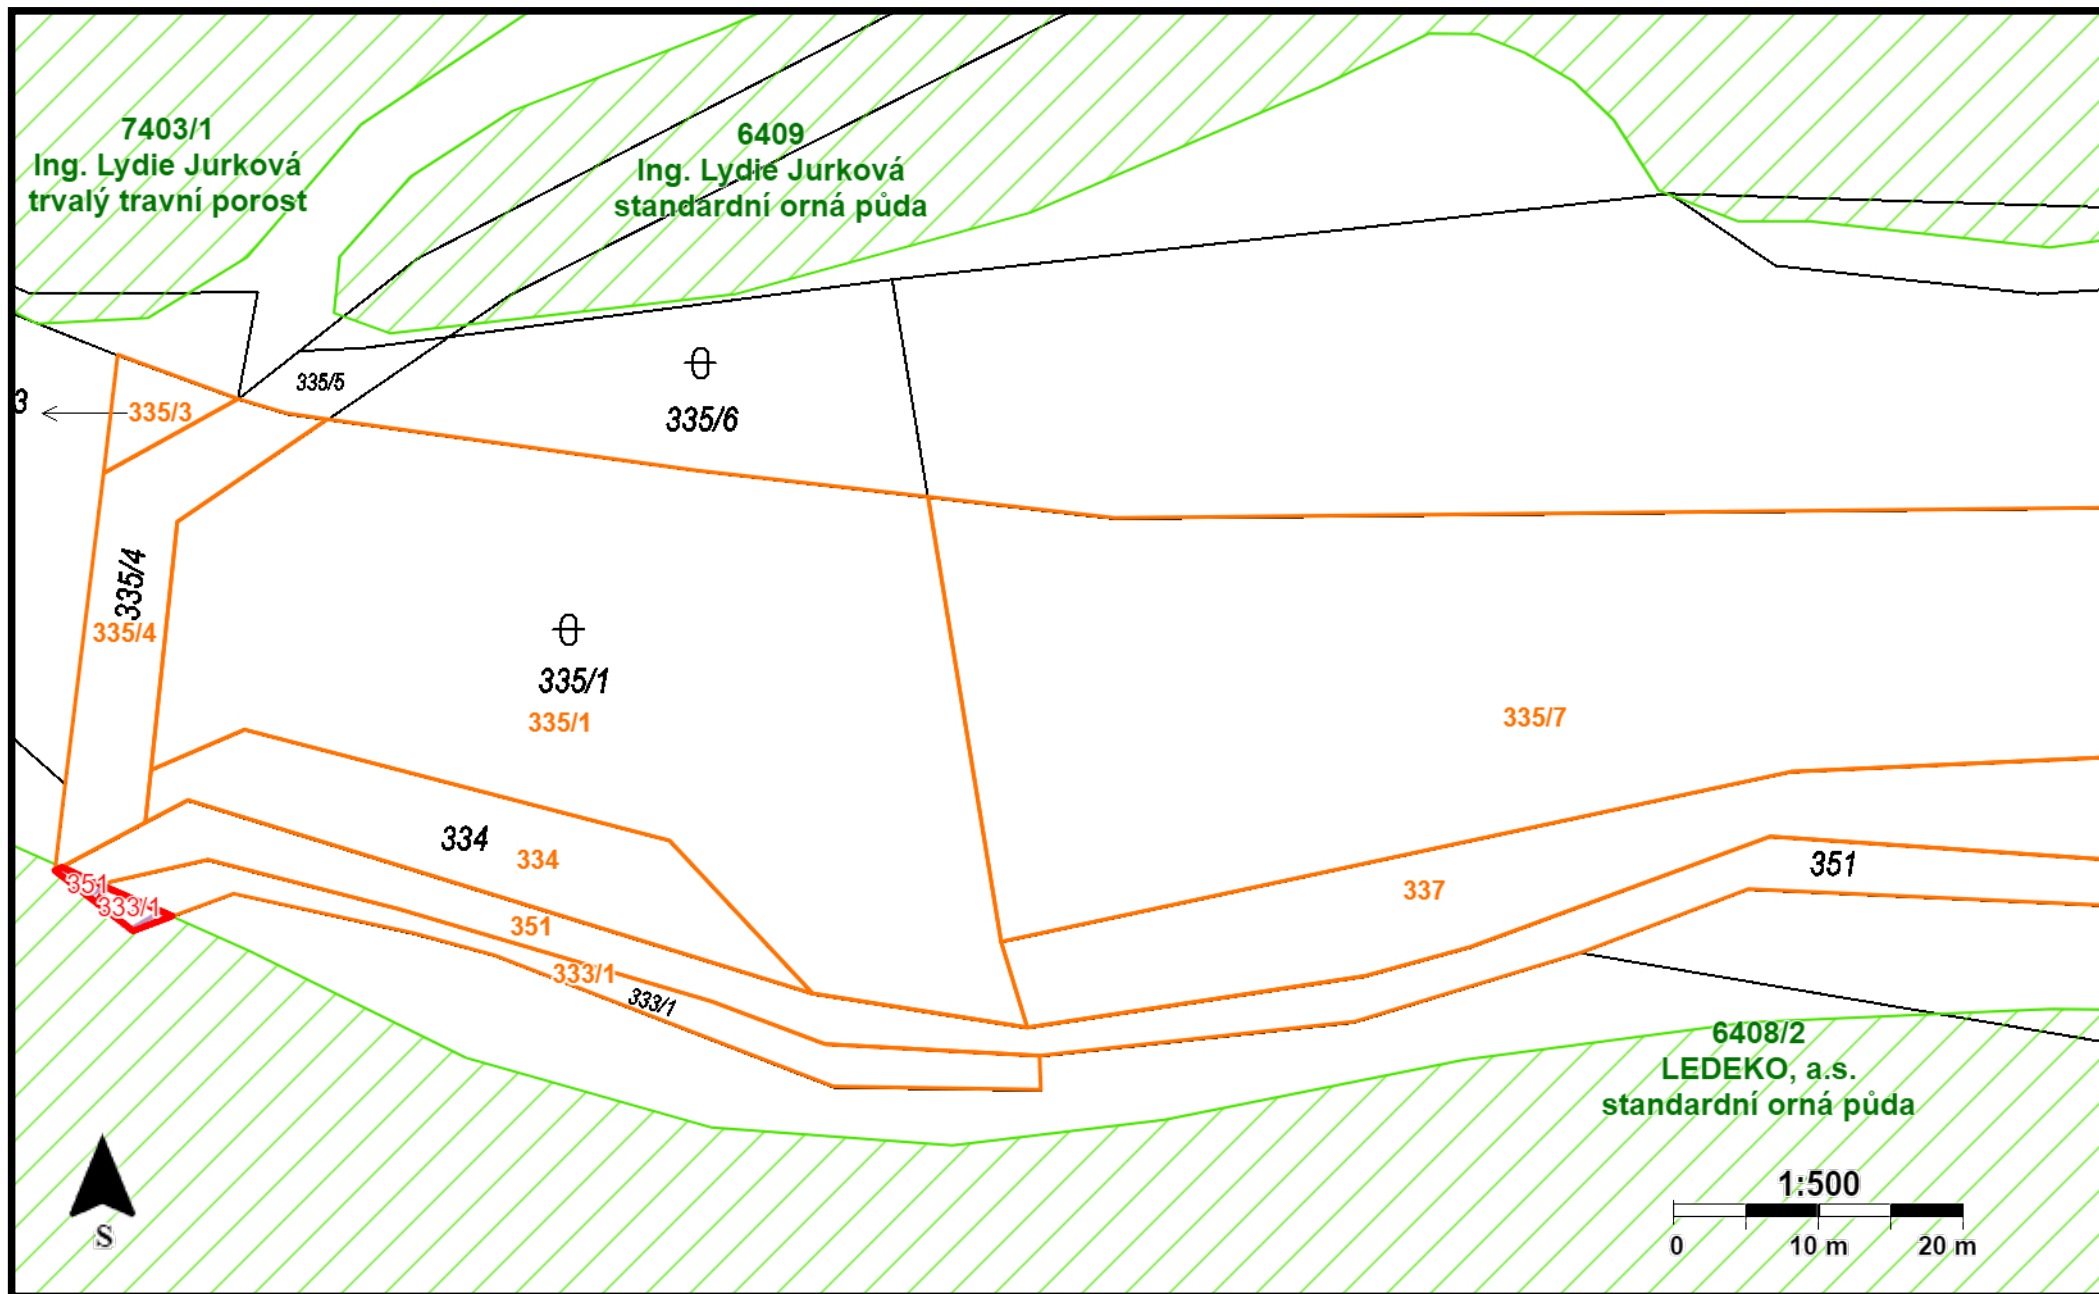 7403/1
Ing. Lydie Jurková
trvalý travní porost
6409
Ing. Lydie Jurková
standardní orná půda
335/5
335/6
3
335/3
335/4
335/4
335/1
335/1
335/7
334
334
351
337
351
351
333/1
333/1
333/1
6408/2
LEDEKO, a.s.
standardní orná půda
S
1:500
0 10 m 20 m